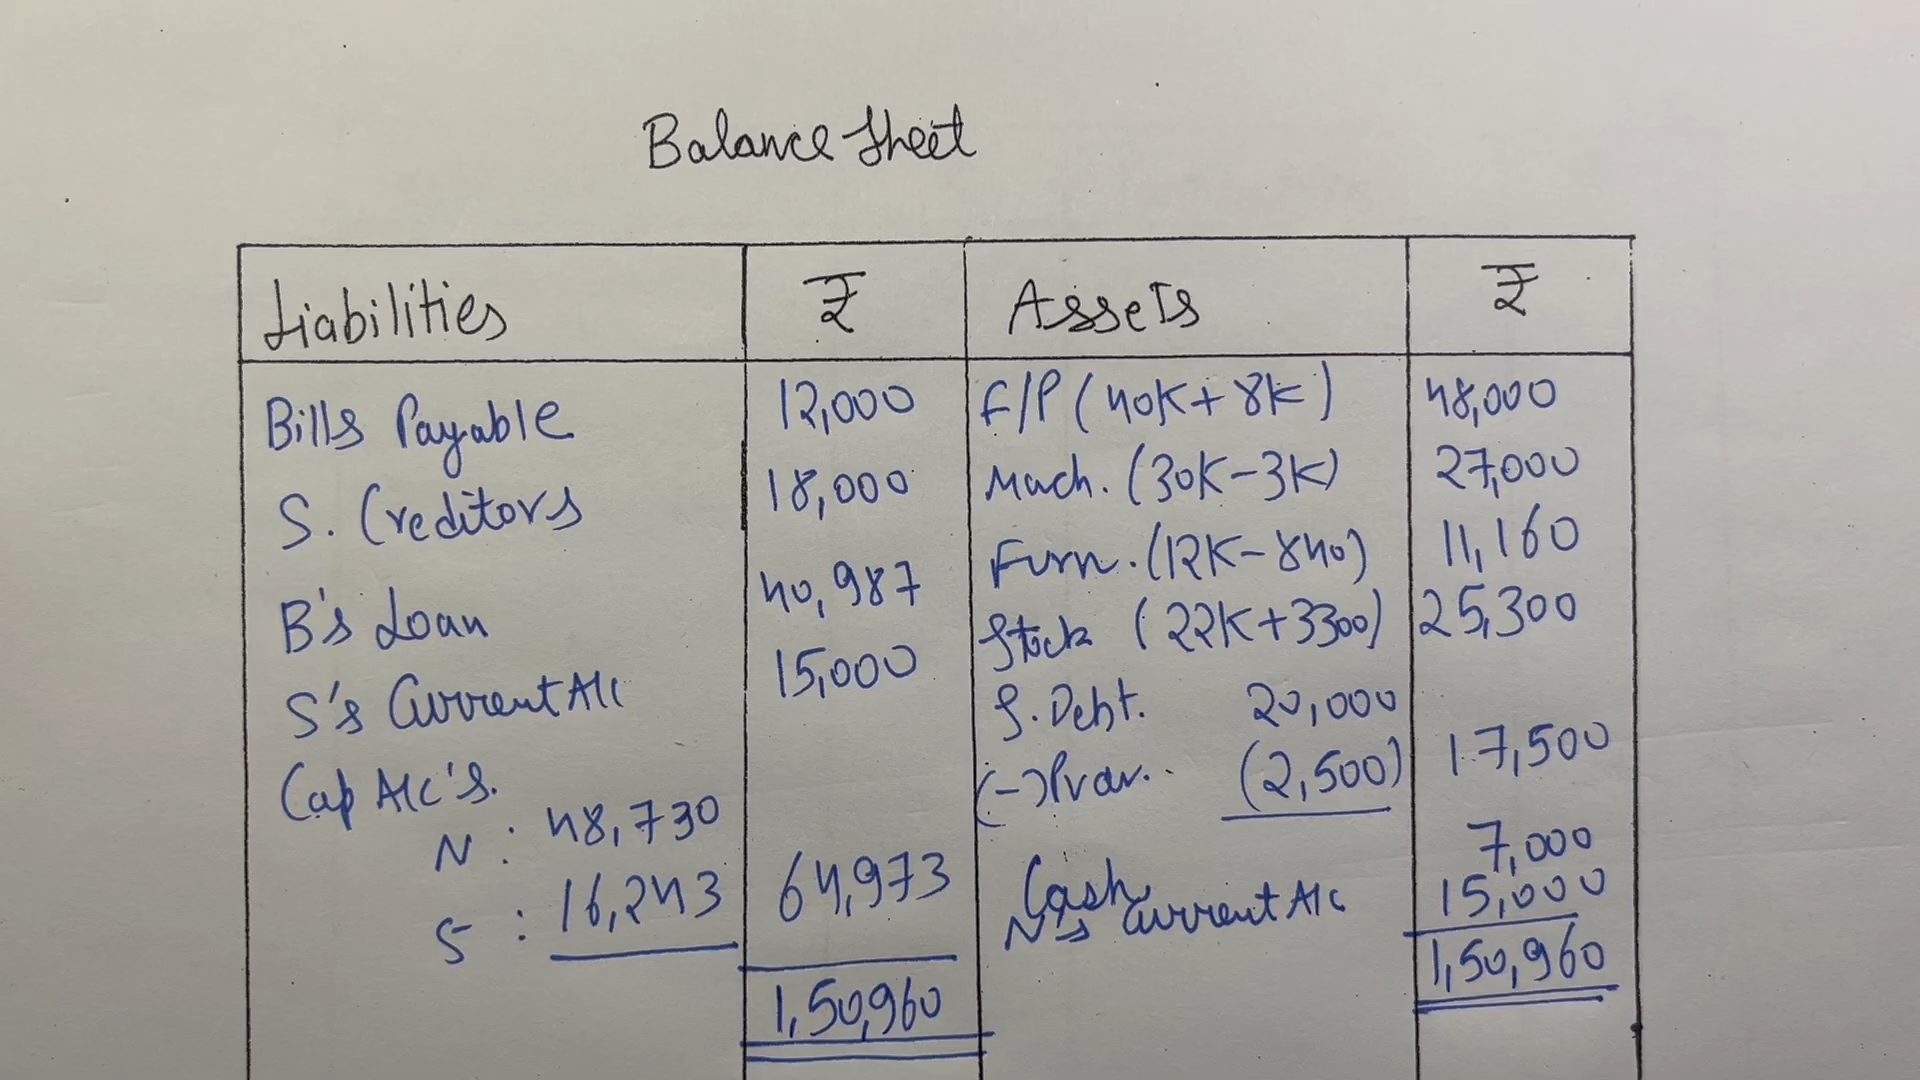 Balance Sheet
Liabilities ₹ Assets ₹
Bills Payable 12,000 F/P (40K+8K) 48,000
S. Creditors 18,000 Mach. (30K-3K) 27,000
B's Loan 40,987 Furn. (12K-840) 11,160
S's Current A/c 15,000 Stock (22K+3300) 25,300
Cap A/c's. S. Debt. 20,000
N: 48,730 (-) Prov.. (2,500) 17,500
S: 16,243 64,973 Cash 7,000
N's Current A/c 15,000
1,50,960 1,50,960